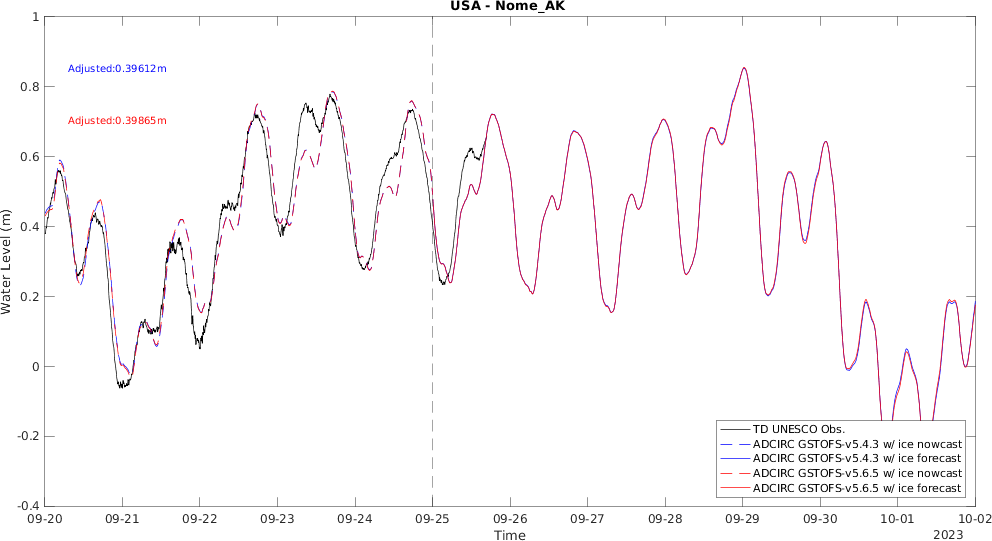 USA - Nome_AK
Adjusted:0.39612m
Adjusted:0.39865m
Water Level (m)
1
0.8
0.6
0.4
0.2
0
-0.2
-0.4
TD UNESCO Obs.
ADCIRC GSTOFS-v5.4.3 w/ ice nowcast
ADCIRC GSTOFS-v5.4.3 w/ ice forecast
ADCIRC GSTOFS-v5.6.5 w/ ice nowcast
ADCIRC GSTOFS-v5.6.5 w/ ice forecast
09-20 09-21 09-22 09-23 09-24 09-25 09-26 09-27 09-28 09-29 09-30 10-01 10-02
Time
2023